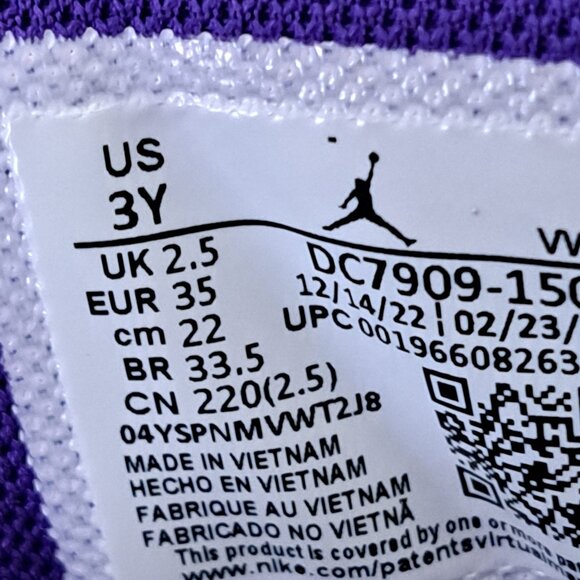 US
3Y
W
UK 2.5
EUR 35
cm 22
BR 33.5
CN 220(2.5)
DC7909-150
12/14/22 | 02/23/
UPC 00196608263
04YSPNMVWT2J8
MADE IN VIETNAM
HECHO EN VIETNAM
FABRIQUE AU VIETNAM
FABRICADO NO VIETNÃ
This product is covered by one or more
www.nike.com/patentsvirtual